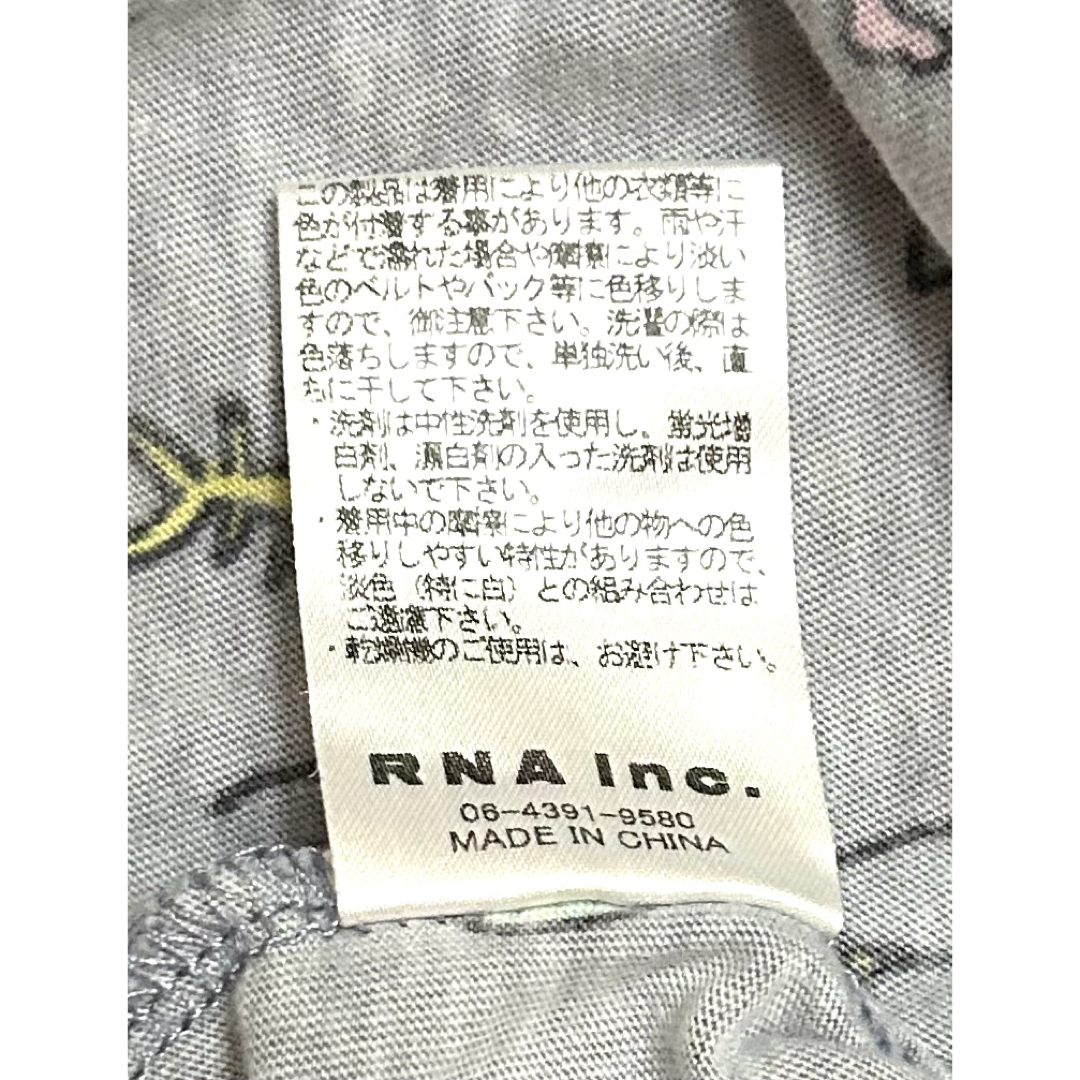 この製品は着用により他の衣類等に
色が付着する事があります。雨や汗
などで濡れた場合や摩擦により淡い
色のベルトやバック等に色移りしま
すので、御注意下さい。洗濯の際は
色落ちしますので、単独洗い後、直
ちに干して下さい。
・洗剤は中性洗剤を使用し、蛍光増
白剤、漂白剤の入った洗剤は使用
しないで下さい。
・着用中の摩擦により他の物への色
移りしやすい特性がありますので、
淡色（特に白）との組み合わせは
ご遠慮下さい。
・乾燥機のご使用は、お避け下さい。
RNA Inc.
06-4391-9580
MADE IN CHINA